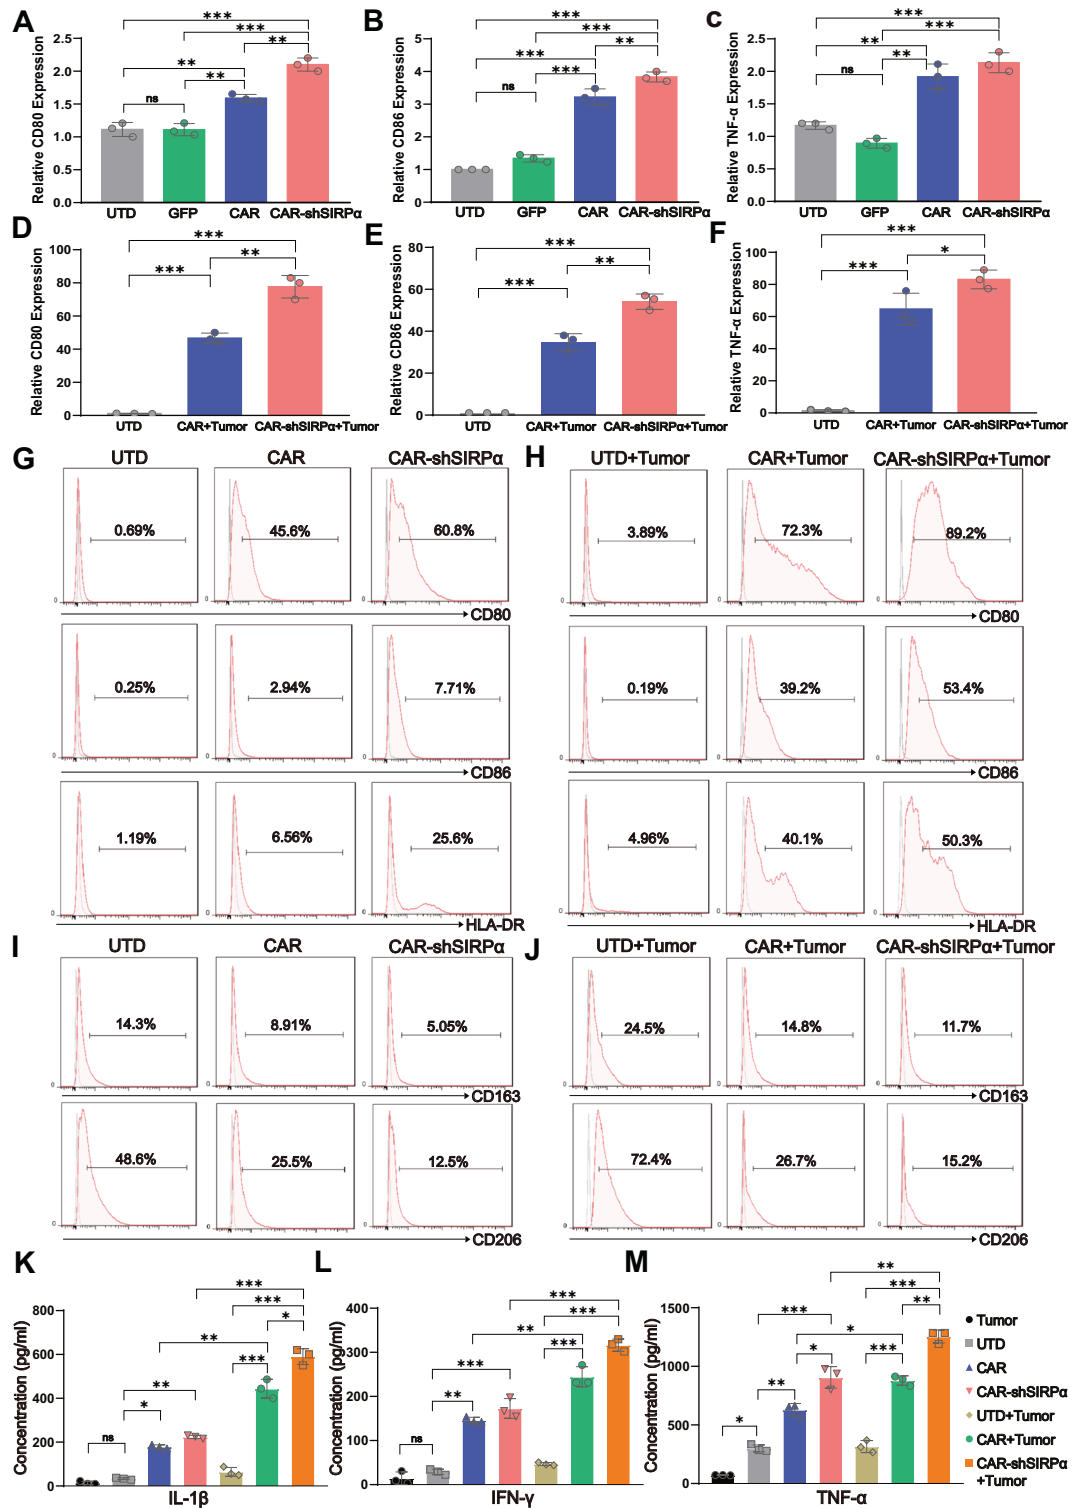 A
Relative CD80 Expression
2.5
2.0
1.5
1.0
0.5
0.0
***
***
**
**
**
ns
UTD
GFP
CAR
CAR-shSIRPα
B
Relative CD86 Expression
5
4
3
2
1
0
***
***
***
**
***
ns
UTD
GFP
CAR
CAR-shSIRPα
C
Relative TNF-α Expression
2.5
2.0
1.5
1.0
0.5
0.0
***
***
**
**
ns
UTD
GFP
CAR
CAR-shSIRPα
D
Relative CD80 Expression
100
80
60
40
20
0
***
**
***
UTD
CAR+Tumor
CAR-shSIRPα+Tumor
E
Relative CD86 Expression
80
60
40
20
0
***
**
***
UTD
CAR+Tumor
CAR-shSIRPα+Tumor
F
Relative TNF-α Expression
100
80
60
40
20
0
***
*
***
UTD
CAR+Tumor
CAR-shSIRPα+Tumor
G
UTD
CAR
CAR-shSIRPα
0.69%
45.6%
60.8%
CD80
0.25%
2.94%
7.71%
CD86
1.19%
6.56%
25.6%
HLA-DR
H
UTD+Tumor
CAR+Tumor
CAR-shSIRPα+Tumor
3.89%
72.3%
89.2%
CD80
0.19%
39.2%
53.4%
CD86
4.96%
40.1%
50.3%
HLA-DR
I
UTD
CAR
CAR-shSIRPα
14.3%
8.91%
5.05%
CD163
48.6%
25.5%
12.5%
CD206
J
UTD+Tumor
CAR+Tumor
CAR-shSIRPα+Tumor
24.5%
14.8%
11.7%
CD163
72.4%
26.7%
15.2%
CD206
K
Concentration (pg/ml)
800
600
400
200
0
***
***
*
**
***
**
*
ns
IL-1β
L
Concentration (pg/ml)
400
300
200
100
0
***
***
**
***
***
**
ns
IFN-γ
M
Concentration (pg/ml)
1500
1000
500
0
**
***
**
***
*
*
***
**
*
TNF-α
Tumor
UTD
CAR
CAR-shSIRPα
UTD+Tumor
CAR+Tumor
CAR-shSIRPα
+Tumor